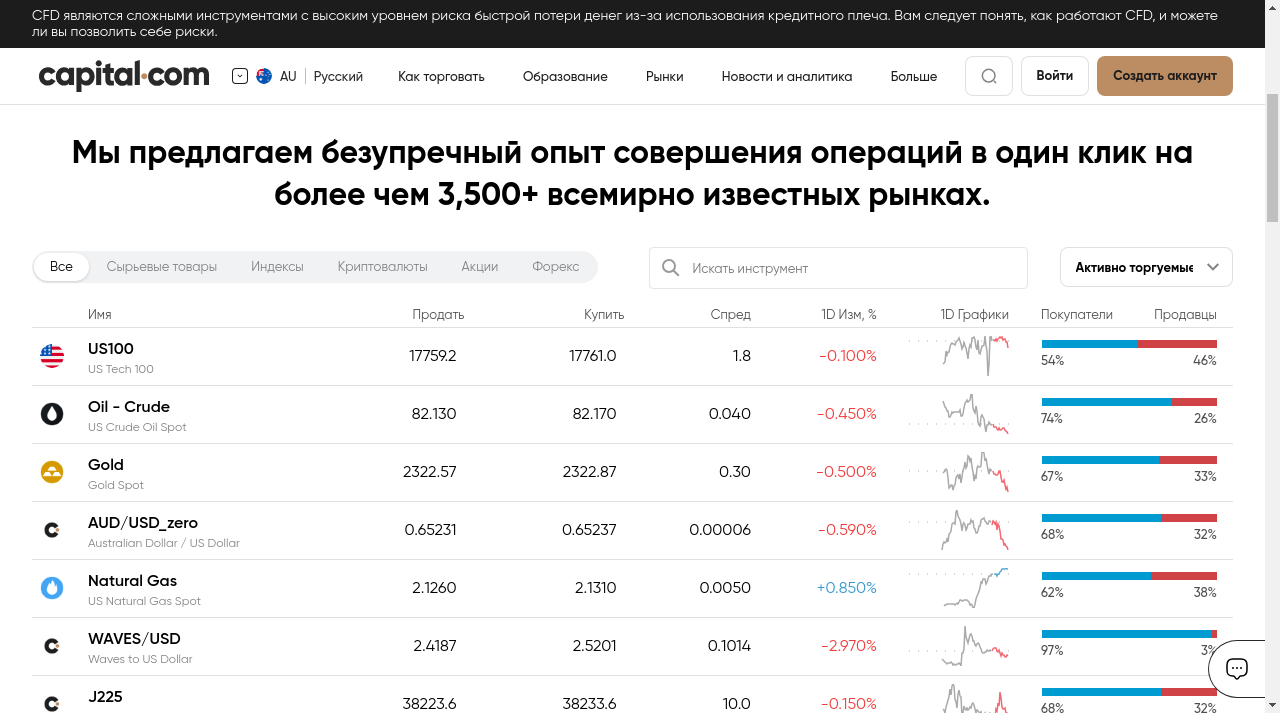 CFD являются сложными инструментами с высоким уровнем риска быстрой потери денег из-за использования кредитного плеча. Вам следует понять, как работают CFD, и можете
ли вы позволить себе риски.
capital.com AU Русский Как торговать Образование Рынки Новости и аналитика Больше Войти Создать аккаунт
Мы предлагаем безупречный опыт совершения операций в один клик на
более чем 3,500+ всемирно известных рынках.
Все Сырьевые товары Индексы Криптовалюты Акции Форекс Искать инструмент Активно торгуемые
Имя Продать Купить Спред 1D Изм, % 1D Графики Покупатели Продавцы
US100 17759.2 17761.0 1.8 -0.100%
US Tech 100 54% 46%
Oil - Crude 82.130 82.170 0.040 -0.450%
US Crude Oil Spot 74% 26%
Gold 2322.57 2322.87 0.30 -0.500%
Gold Spot 67% 33%
AUD/USD_zero 0.65231 0.65237 0.00006 -0.590%
Australian Dollar / US Dollar 68% 32%
Natural Gas 2.1260 2.1310 0.0050 +0.850%
US Natural Gas Spot 62% 38%
WAVES/USD 2.4187 2.5201 0.1014 -2.970%
Waves to US Dollar 97% 3%
J225 38223.6 38233.6 10.0 -0.150%
68% 32%